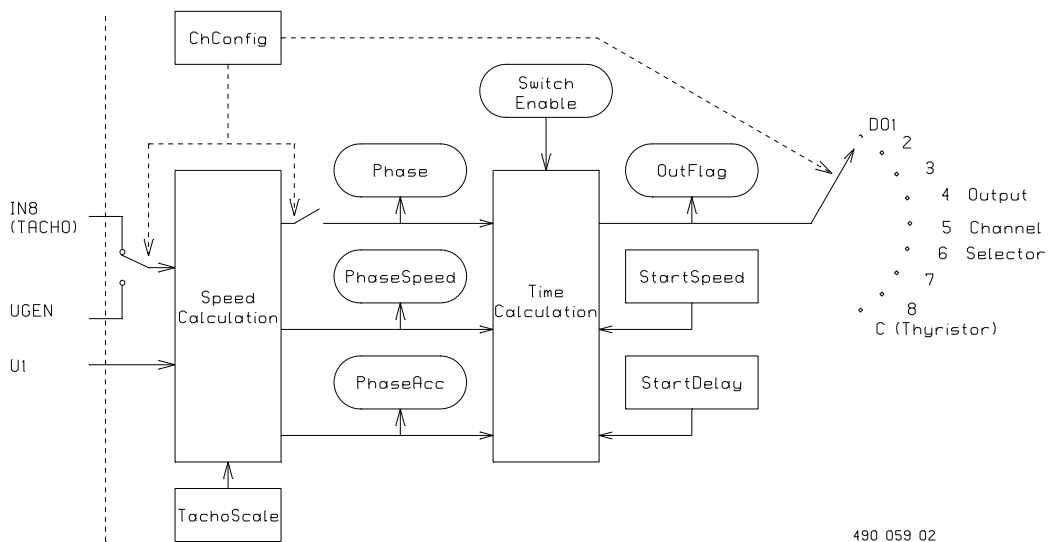 ChConfig
Switch
Enable
DO1
2
3
4 Output
5 Channel
6 Selector
7
8
C (Thyristor)
Phase
OutFlag
IN8
(TACHO)
PhaseSpeed
StartSpeed
Speed
Calculation
Time
Calculation
UGEN
U1
PhaseAcc
StartDelay
TachoScale
490 059 02